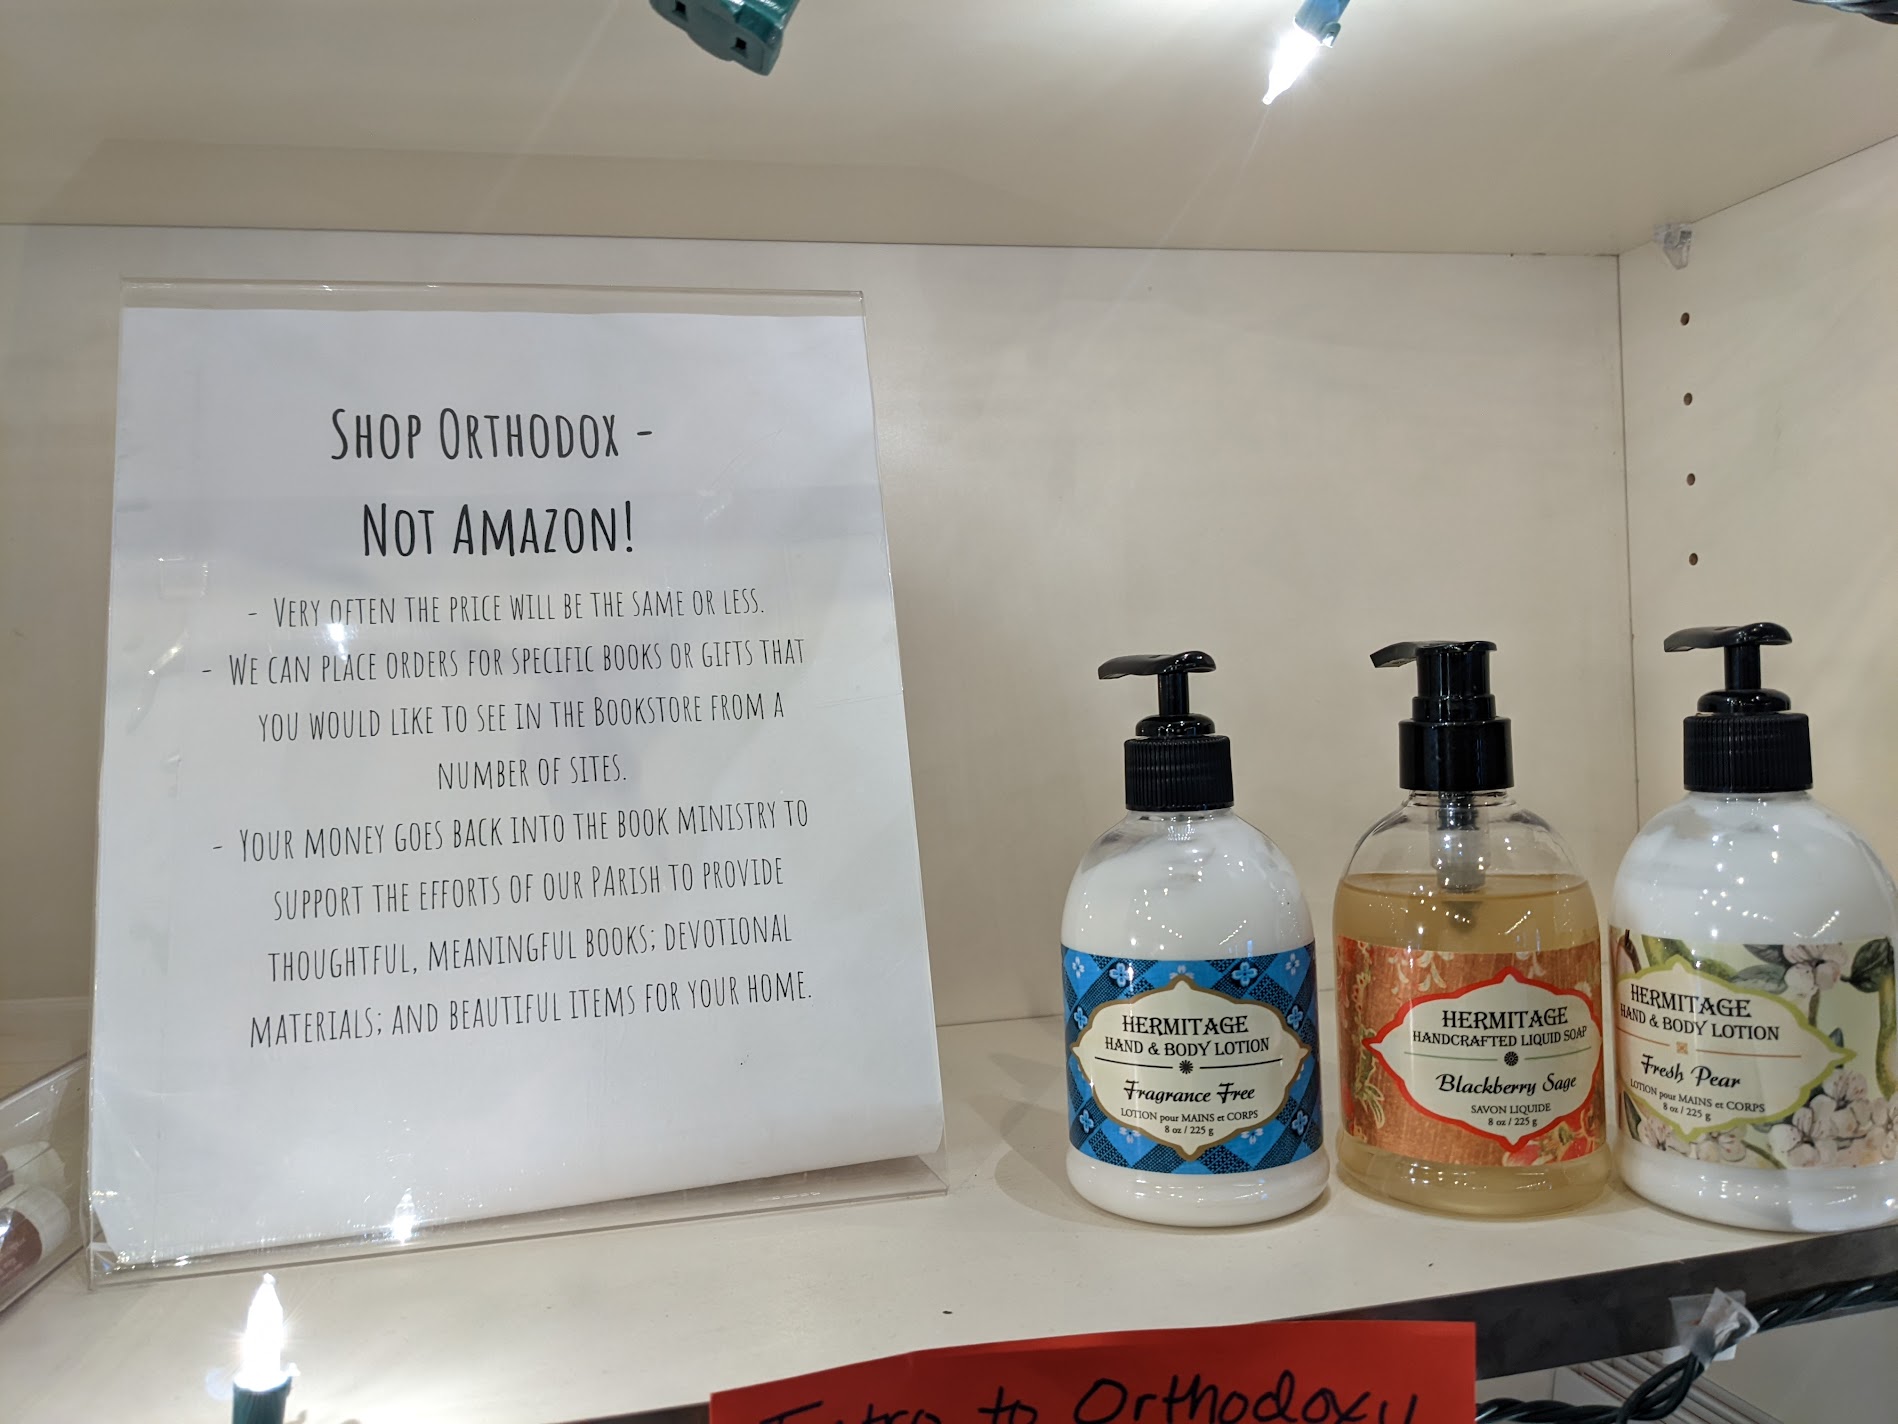 SHOP ORTHODOX -
NOT AMAZON!
- VERY OFTEN THE PRICE WILL BE THE SAME OR LESS.
- WE CAN PLACE ORDERS FOR SPECIFIC BOOKS OR GIFTS THAT
YOU WOULD LIKE TO SEE IN THE BOOKSTORE FROM A
NUMBER OF SITES.
- YOUR MONEY GOES BACK INTO THE BOOK MINISTRY TO
SUPPORT THE EFFORTS OF OUR PARISH TO PROVIDE
THOUGHTFUL, MEANINGFUL BOOKS; DEVOTIONAL
MATERIALS; AND BEAUTIFUL ITEMS FOR YOUR HOME.
HERMITAGE
HAND & BODY LOTION
Fragrance Free
LOTION pour MAINS et CORPS
8 oz / 225 g
HERMITAGE
HANDCRAFTED LIQUID SOAP
Blackberry Sage
SAVON LIQUIDE
8 oz / 225 g
HERMITAGE
HAND & BODY LOTION
Fresh Pear
LOTION pour MAINS et CORPS
8 oz / 225 g
Intro to Orthodoxy